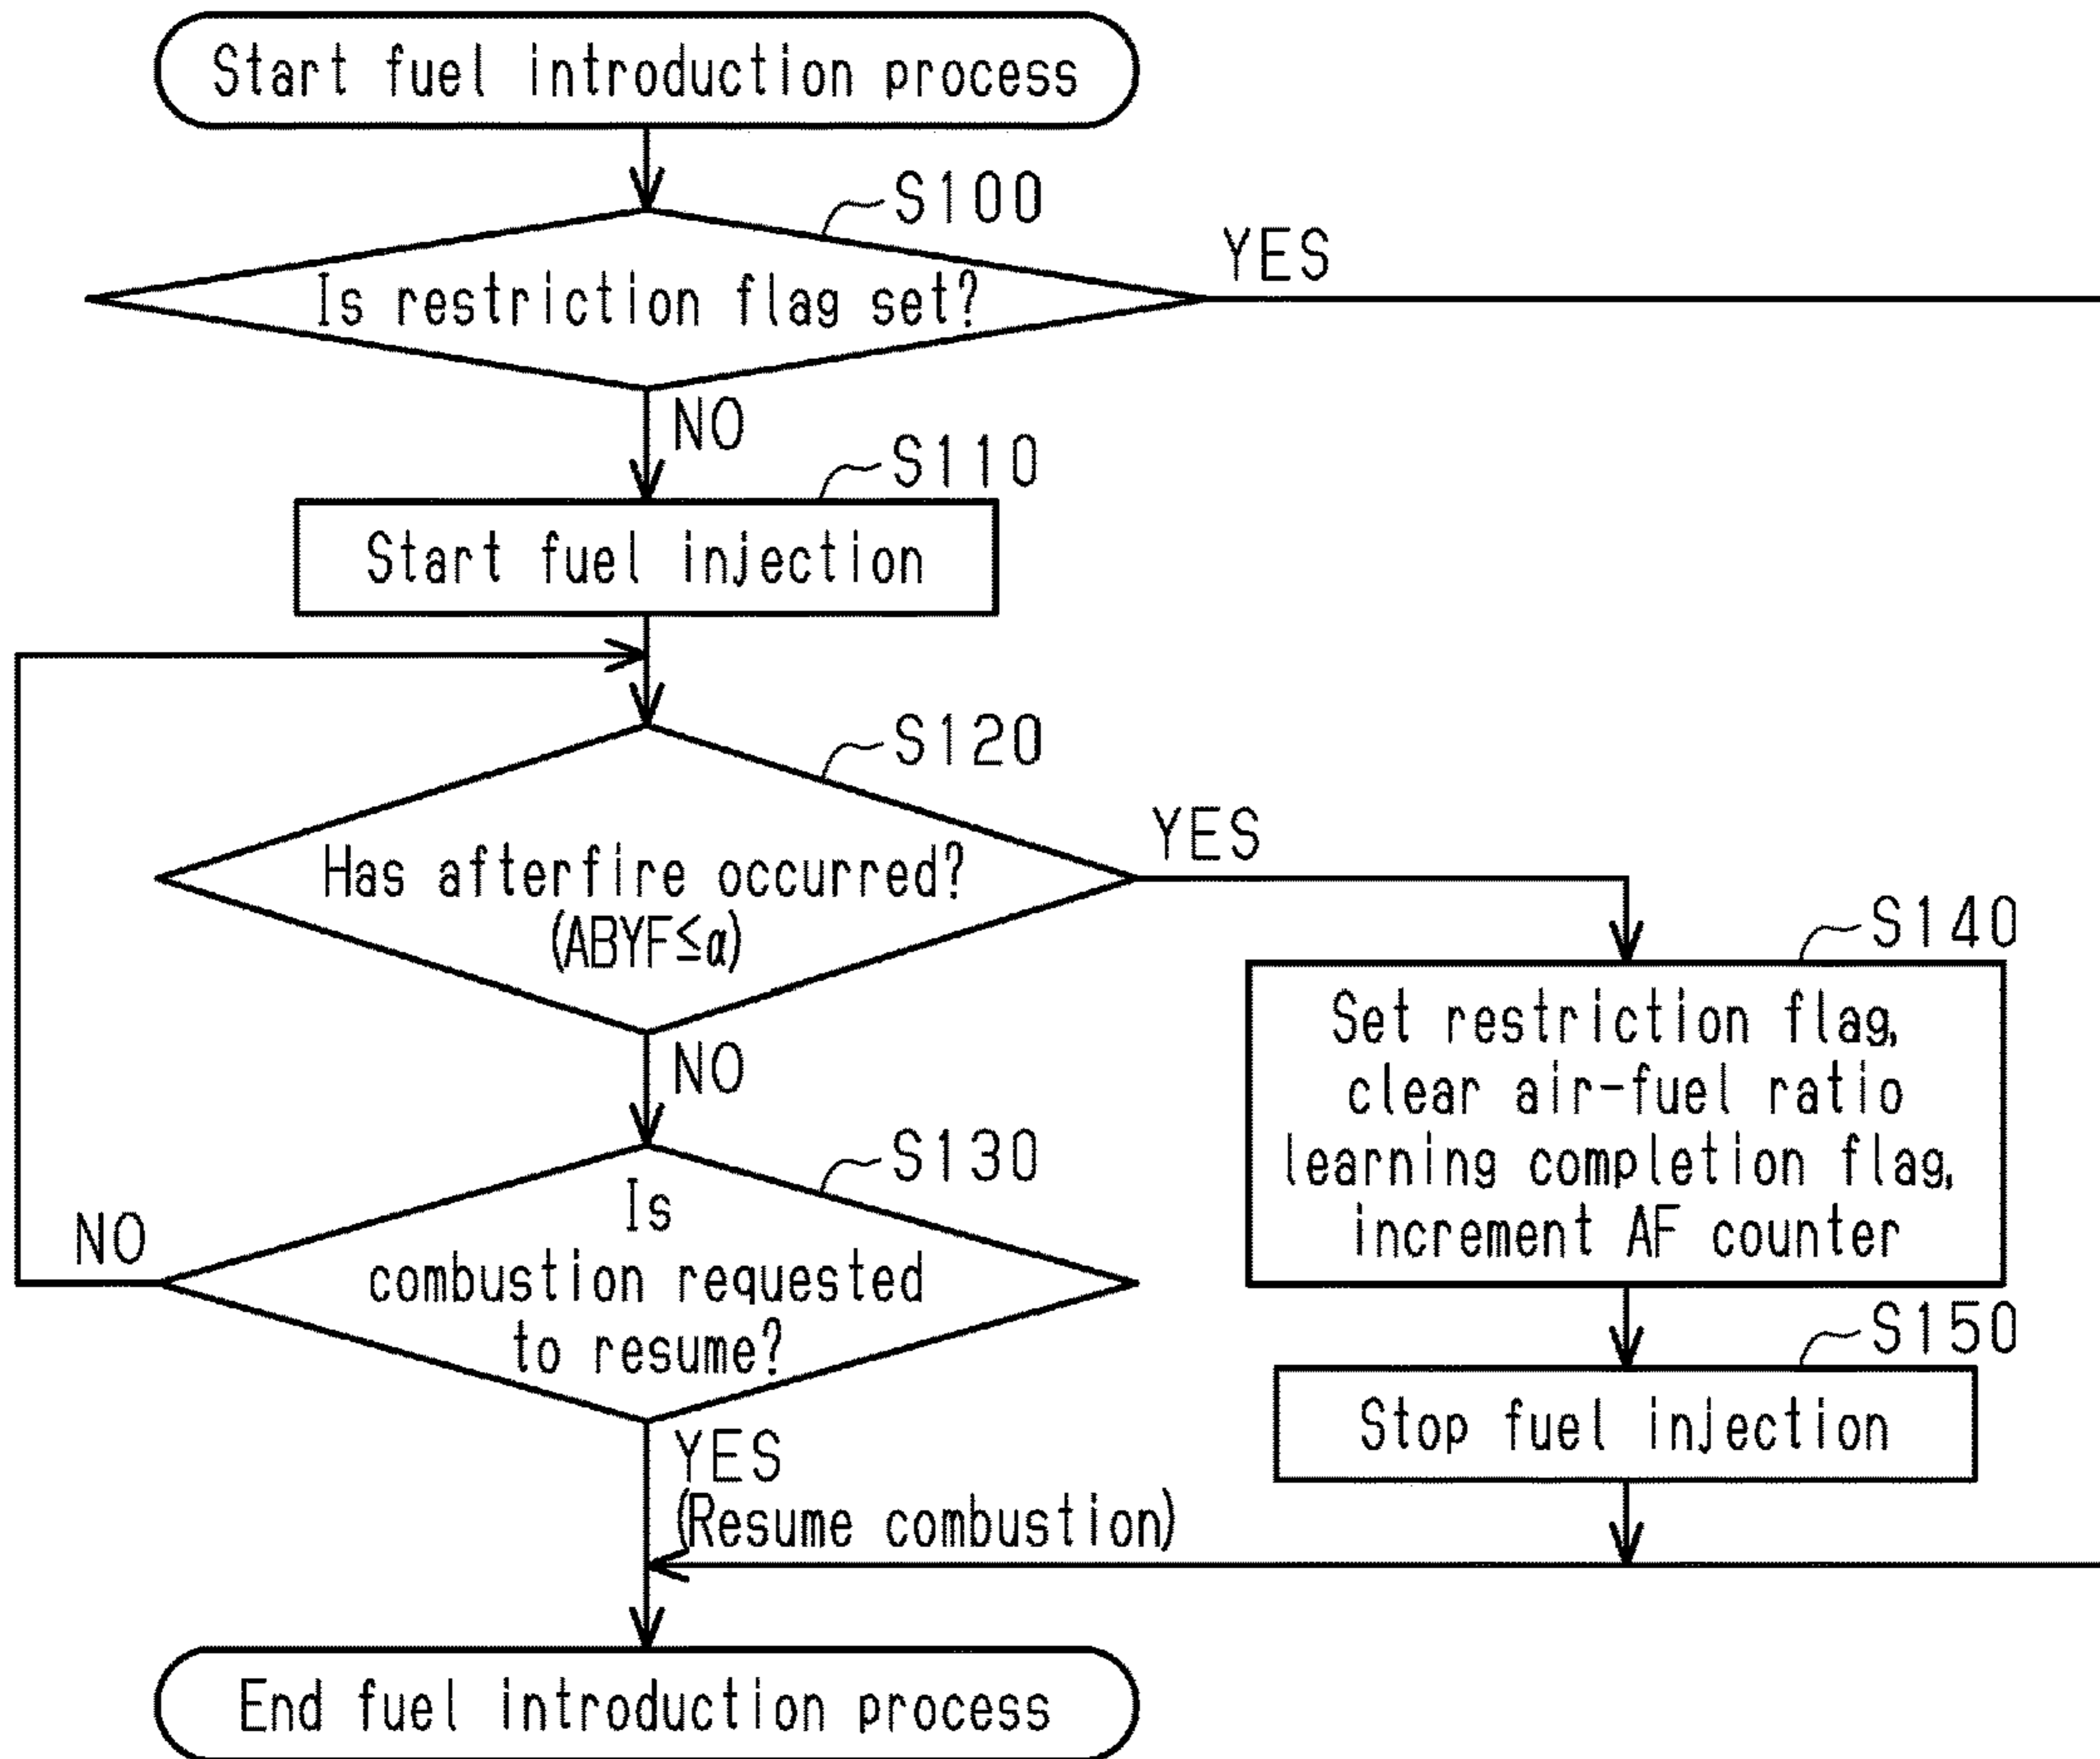 Start fuel introduction process
S100
YES
Is restriction flag set?
NO
S110
Start fuel injection
S120
YES
Has afterfire occurred?
(ABYF≤α)
NO
S140
Set restriction flag,
clear air-fuel ratio
learning completion flag,
increment AF counter
S130
Is
combustion requested
to resume?
NO
S150
Stop fuel injection
YES
(Resume combustion)
End fuel introduction process